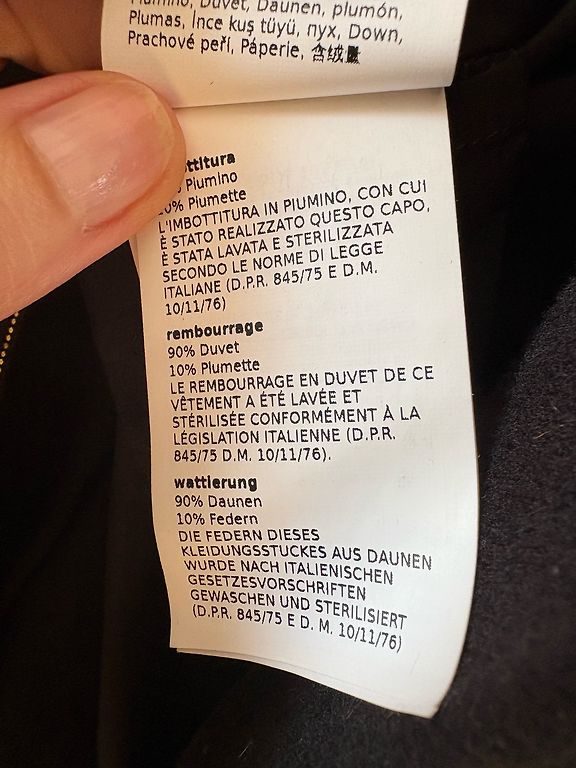 Piumino, Duvet, Daunen, plumón,
Plumas, İnce kuş tüyü, пух, Down,
Prachové peří, Páperie, 含绒
Piumino
Piumette
L'IMBOTTITURA IN PIUMINO, CON CUI
È STATO REALIZZATO QUESTO CAPO,
È STATA LAVATA E STERILIZZATA
SECONDO LE NORME DI LEGGE
ITALIANE (D.P.R. 845/75 E D.M.
10/11/76)
rembourrage
90% Duvet
10% Plumette
LE REMBOURRAGE EN DUVET DE CE
VÊTEMENT A ÉTÉ LAVÉE ET
STÉRILISÉE CONFORMÉMENT À LA
LÉGISLATION ITALIENNE (D.P.R.
845/75 D.M. 10/11/76).
wattierung
90% Daunen
10% Federn
DIE FEDERN DIESES
KLEIDUNGSSTUCKES AUS DAUNEN
WURDE NACH ITALIENISCHEN
GESETZESVORSCHRIFTEN
GEWASCHEN UND STERILISIERT
(D.P.R. 845/75 E D. M. 10/11/76)